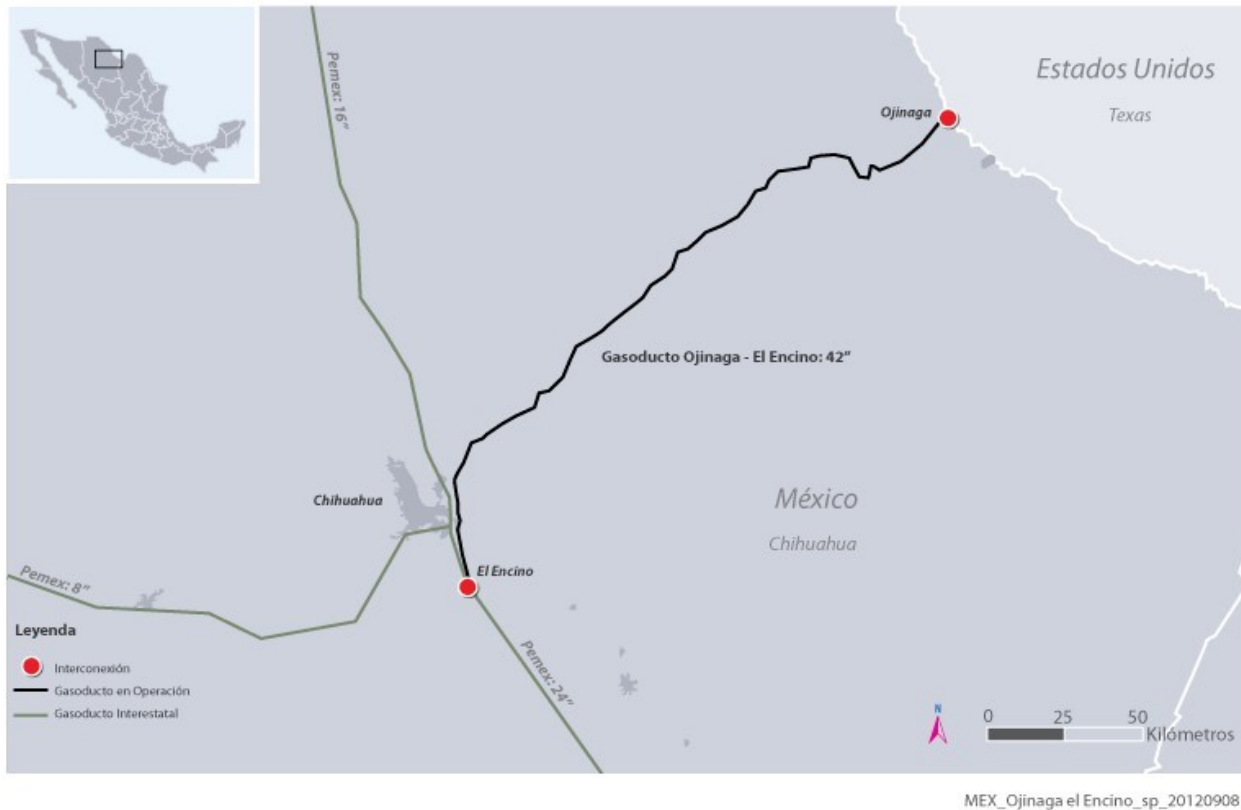 Pemex: 16"
Estados Unidos
Texas
Ojinaga
Gasoducto Ojinaga - El Encino: 42"
Chihuahua
México
Chihuahua
El Encino
Pemex: 8"
Pemex: 24"
Leyenda
Interconexión
Gasoducto en Operación
Gasoducto Interestatal
N
0 25 50
Kilómetros
MEX_Ojinaga el Encino_sp_20120908